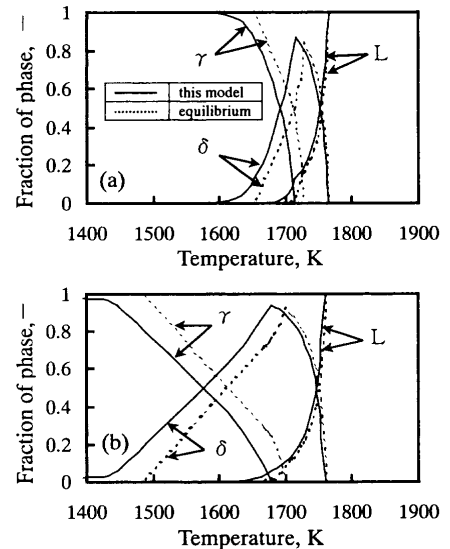 Fraction of phase, —
1
0.8
0.6
0.4
0.2
0
γ
L
this model
equilibrium
δ
(a)
1400 1500 1600 1700 1800 1900
Temperature, K
Fraction of phase, —
1
0.8
0.6
0.4
0.2
0
γ
L
(b)
δ
1400 1500 1600 1700 1800 1900
Temperature, K